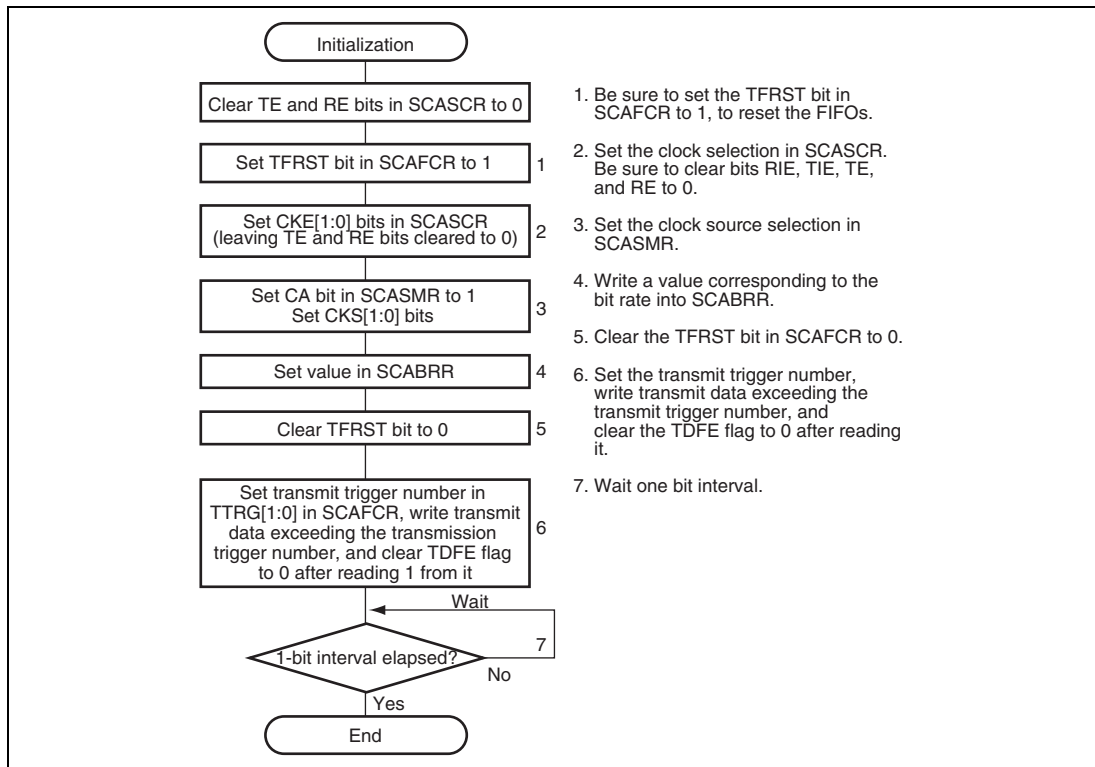 Initialization
Clear TE and RE bits in SCASCR to 0
Set TFRST bit in SCAFCR to 1
1
Set CKE[1:0] bits in SCASCR
(leaving TE and RE bits cleared to 0)
2
Set CA bit in SCASMR to 1
Set CKS[1:0] bits
3
Set value in SCABRR
4
Clear TFRST bit to 0
5
Set transmit trigger number in
TTRG[1:0] in SCAFCR, write transmit
data exceeding the transmission
trigger number, and clear TDFE flag
to 0 after reading 1 from it
6
Wait
1-bit interval elapsed?
7
No
Yes
End
1. Be sure to set the TFRST bit in
SCAFCR to 1, to reset the FIFOs.
2. Set the clock selection in SCASCR.
Be sure to clear bits RIE, TIE, TE,
and RE to 0.
3. Set the clock source selection in
SCASMR.
4. Write a value corresponding to the
bit rate into SCABRR.
5. Clear the TFRST bit in SCAFCR to 0.
6. Set the transmit trigger number,
write transmit data exceeding the
transmit trigger number, and
clear the TDFE flag to 0 after reading
it.
7. Wait one bit interval.